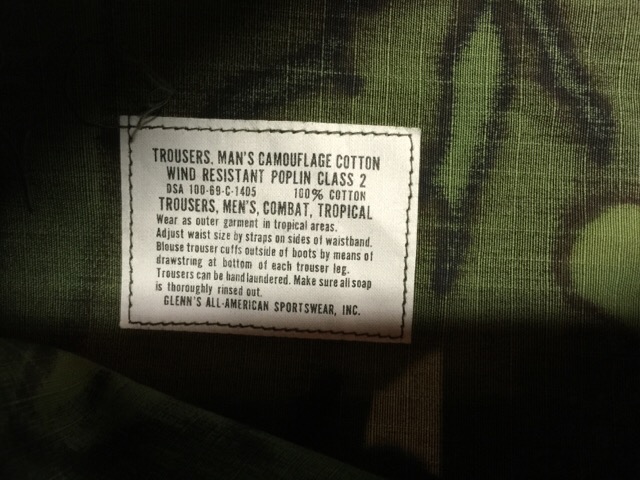 TROUSERS, MAN'S CAMOUFLAGE COTTON
WIND RESISTANT POPLIN CLASS 2
DSA 100-69-C-1405 100% COTTON
TROUSERS, MEN'S, COMBAT, TROPICAL
Wear as outer garment in tropical areas.
Adjust waist size by straps on sides of waistband.
Blouse trouser cuffs outside of boots by means of
drawstring at bottom of each trouser leg.
Trousers can be handlaundered. Make sure all soap
is thoroughly rinsed out.
GLENN'S ALL-AMERICAN SPORTSWEAR, INC.